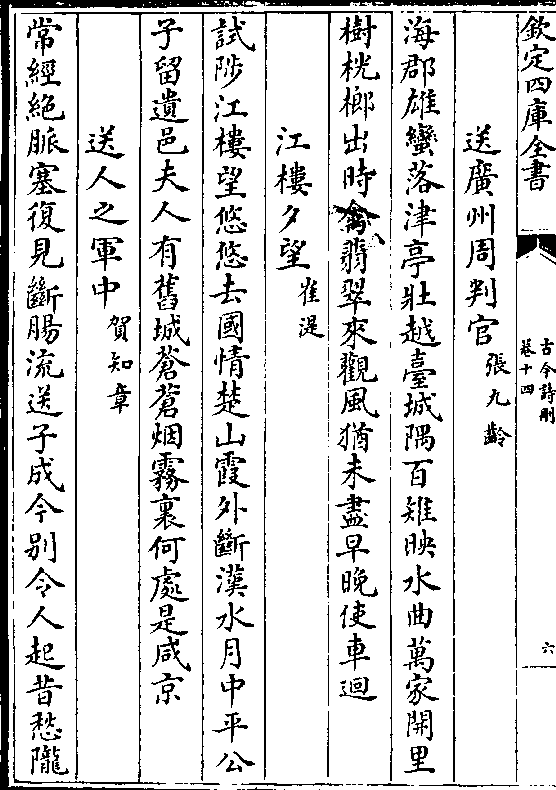 欽定四庫全書
古今詩刪
卷十四
六
送廣州周判官 張九齡
海郡雄蠻落津亭壯越臺城隅百雉映水曲萬家開里
樹桄榔出時禽翡翠來觀風猶未盡早晚使車迴
江樓夕望 崔湜
試陟江樓望悠悠去國情楚山霞外斷漢水月中平公
子留遺邑夫人有舊城蒼蒼烟霧裏何處是咸京
送人之軍中 賀知章
常經絶脈塞復見斷腸流送子成今别令人起昔愁隴